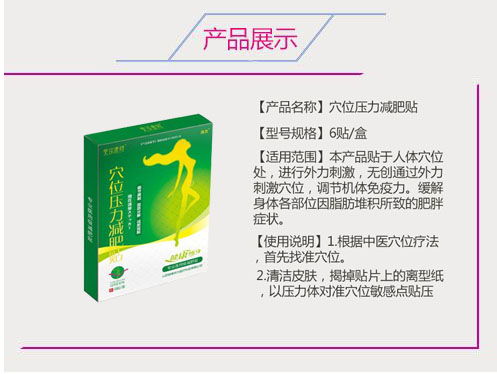 产品展示
【产品名称】穴位压力减肥贴
【型号规格】6贴/盒
【适用范围】本产品贴于人体穴位
处，进行外力刺激，无创通过外力
刺激穴位，调节机体免疫力。缓解
身体各部位因脂肪堆积所致的肥胖
症状。
【使用说明】1.根据中医穴位疗法
，首先找准穴位。
2.清洁皮肤，揭掉贴片上的离型纸
，以压力体对准穴位敏感点贴压
穴位压力减肥
健康